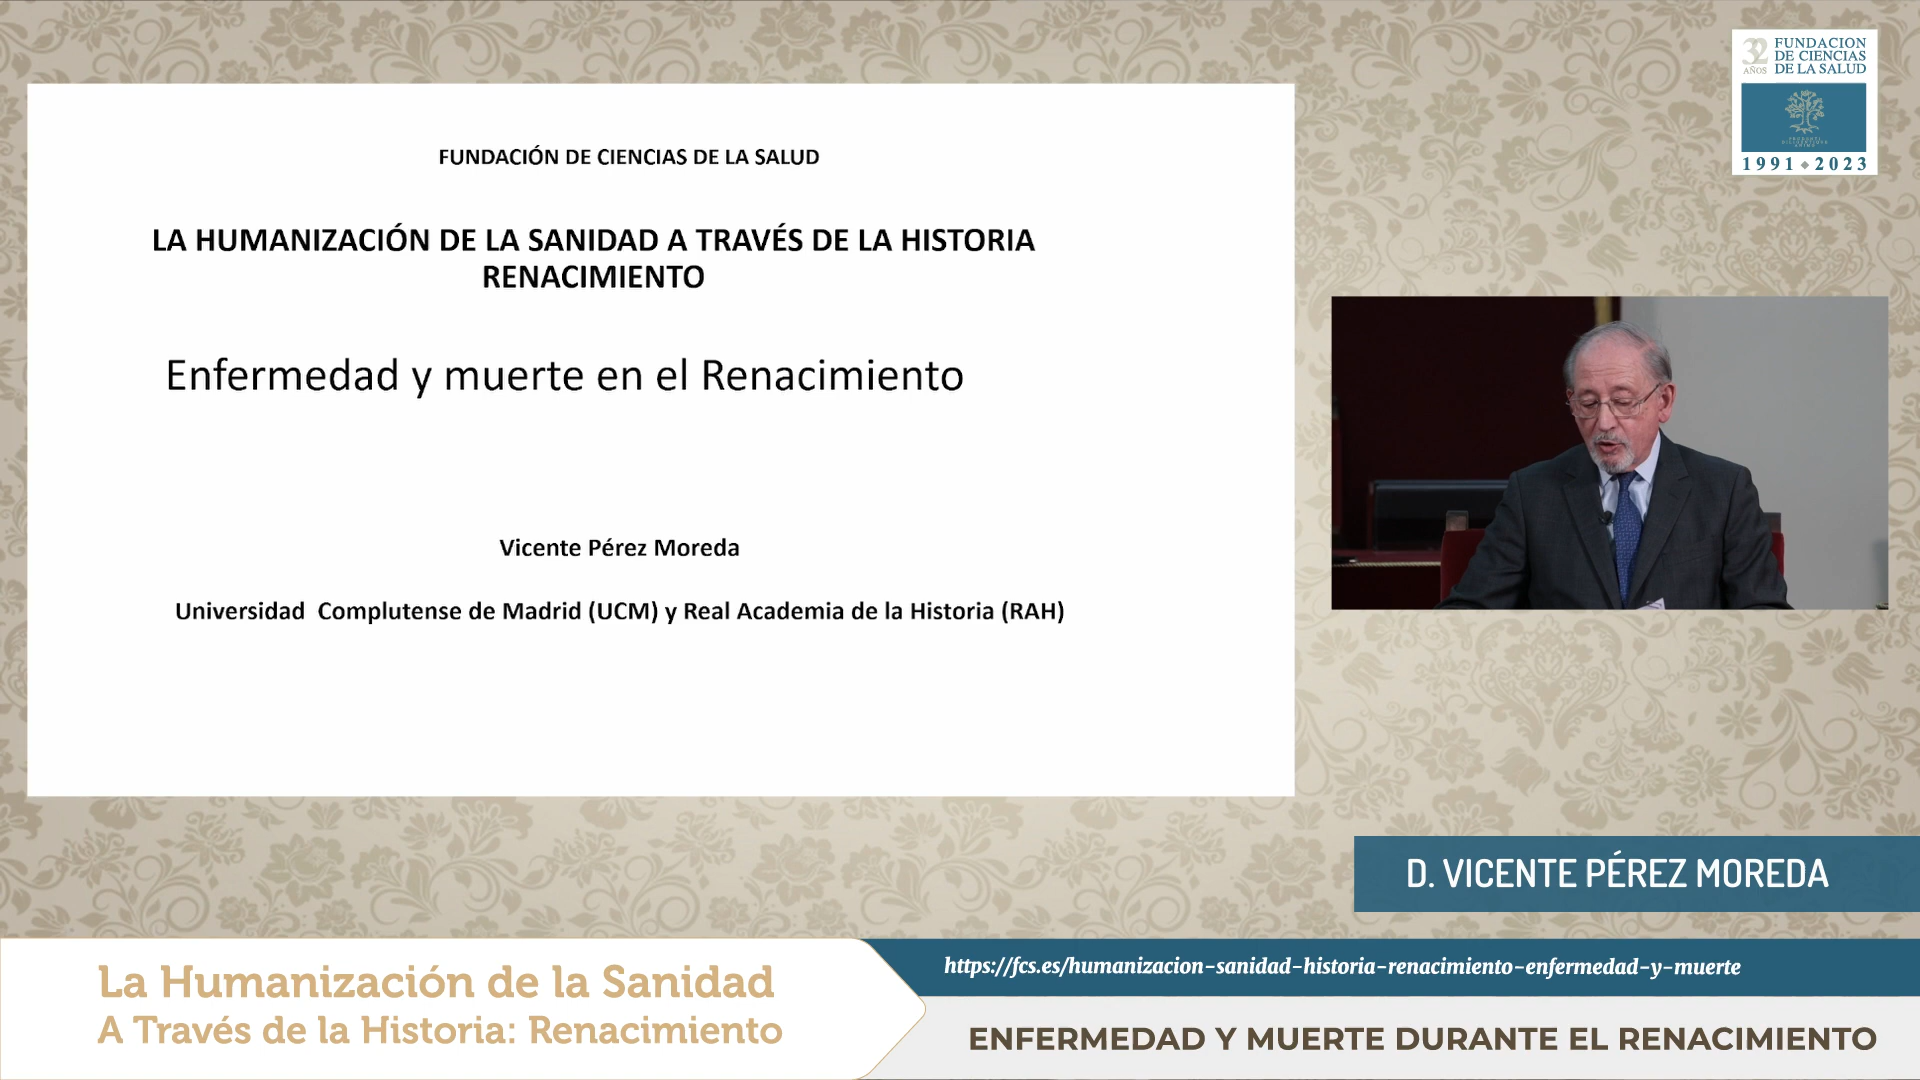 FUNDACIÓN DE CIENCIAS DE LA SALUD
LA HUMANIZACIÓN DE LA SANIDAD A TRAVÉS DE LA HISTORIA
RENACIMIENTO
Enfermedad y muerte en el Renacimiento
Vicente Pérez Moreda
Universidad Complutense de Madrid (UCM) y Real Academia de la Historia (RAH)
32 AÑOS
FUNDACION
DE CIENCIAS
DE LA SALUD
1991 ◆ 2023
D. VICENTE PÉREZ MOREDA
La Humanización de la Sanidad
A Través de la Historia: Renacimiento
https://fcs.es/humanizacion-sanidad-historia-renacimiento-enfermedad-y-muerte
ENFERMEDAD Y MUERTE DURANTE EL RENACIMIENTO